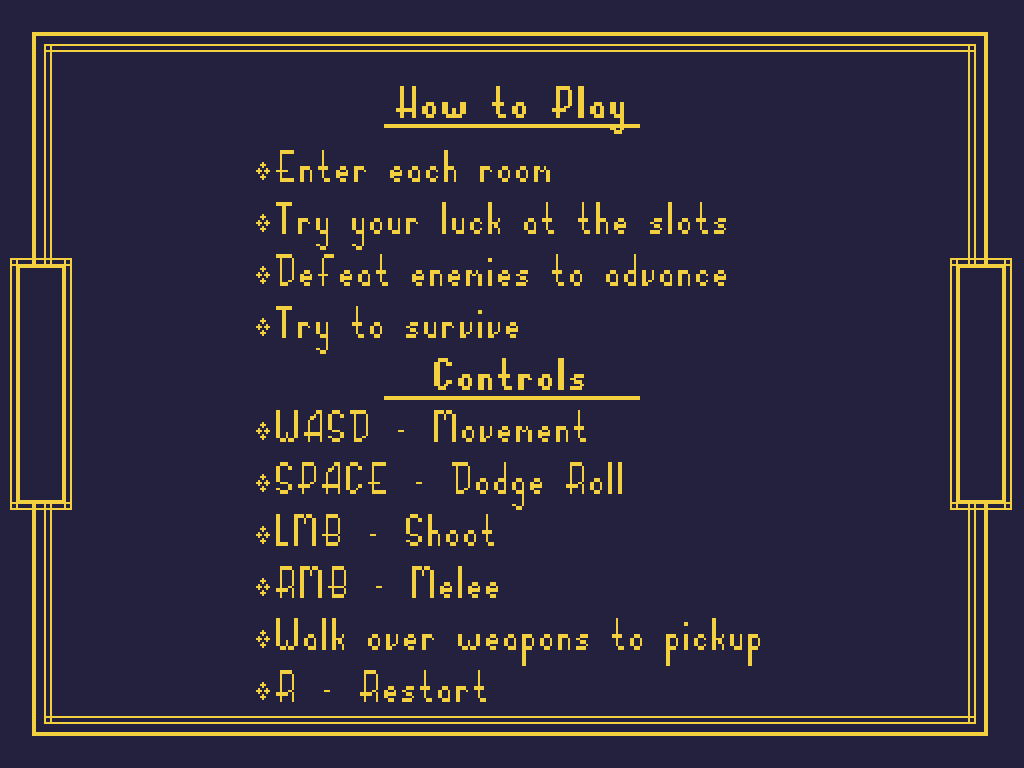 How to Play
Enter each room
Try your luck at the slots
Defeat enemies to advance
Try to survive
Controls
WASD - Movement
SPACE - Dodge Roll
LMB - Shoot
RMB - Melee
Walk over weapons to pickup
R - Restart